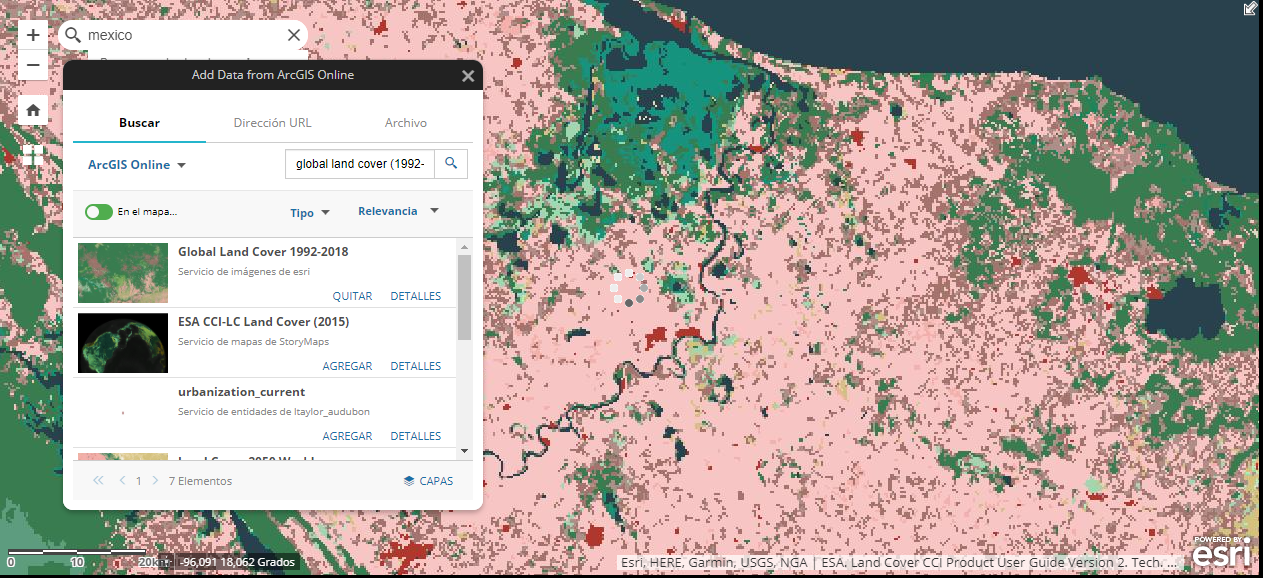 +
mexico
−
Add Data from ArcGIS Online
Buscar
Dirección URL
Archivo
ArcGIS Online
global land cover (1992-
En el mapa...
Tipo
Relevancia
Global Land Cover 1992-2018
Servicio de imágenes de esri
QUITAR
DETALLES
ESA CCI-LC Land Cover (2015)
Servicio de mapas de StoryMaps
AGREGAR
DETALLES
urbanization_current
Servicio de entidades de ltaylor_audubon
AGREGAR
DETALLES
1
7 Elementos
CAPAS
0
10
20km
-96,091 18,062 Grados
Esri, HERE, Garmin, USGS, NGA | ESA. Land Cover CCI Product User Guide Version 2. Tech. ...
POWERED BY
esri